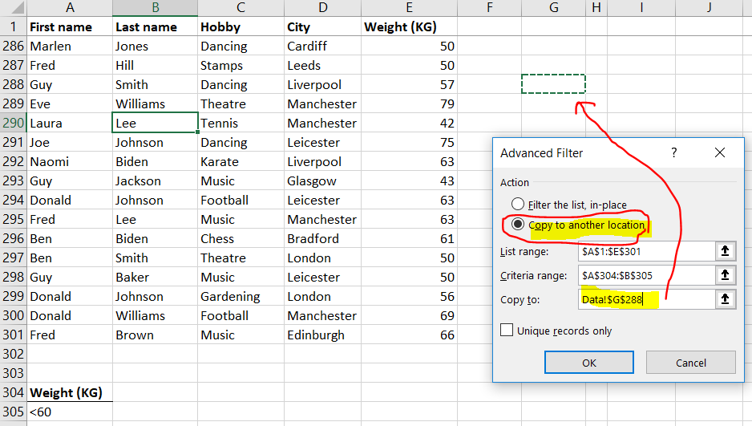 A B C D E F G H I J
1 First name Last name Hobby City Weight (KG)
286 Marlen Jones Dancing Cardiff 50
287 Fred Hill Stamps Leeds 50
288 Guy Smith Dancing Liverpool 57
289 Eve Williams Theatre Manchester 79
290 Laura Lee Tennis Manchester 42
291 Joe Johnson Dancing Leicester 75
292 Naomi Biden Karate Liverpool 63
293 Guy Jackson Music Glasgow 43
294 Donald Johnson Football Leicester 63
295 Fred Lee Music Manchester 63
296 Ben Biden Chess Bradford 61
297 Ben Smith Theatre London 50
298 Guy Baker Music Leicester 50
299 Donald Johnson Gardening London 56
300 Donald Williams Football Manchester 69
301 Fred Brown Music Edinburgh 66
302
303
304 Weight (KG)
305 <60
Advanced Filter ? ×
Action
Filter the list, in-place
Copy to another location
List range: $A$1:$E$301
Criteria range: $A$304:$B$305
Copy to: Data!$G$288
Unique records only
OK Cancel